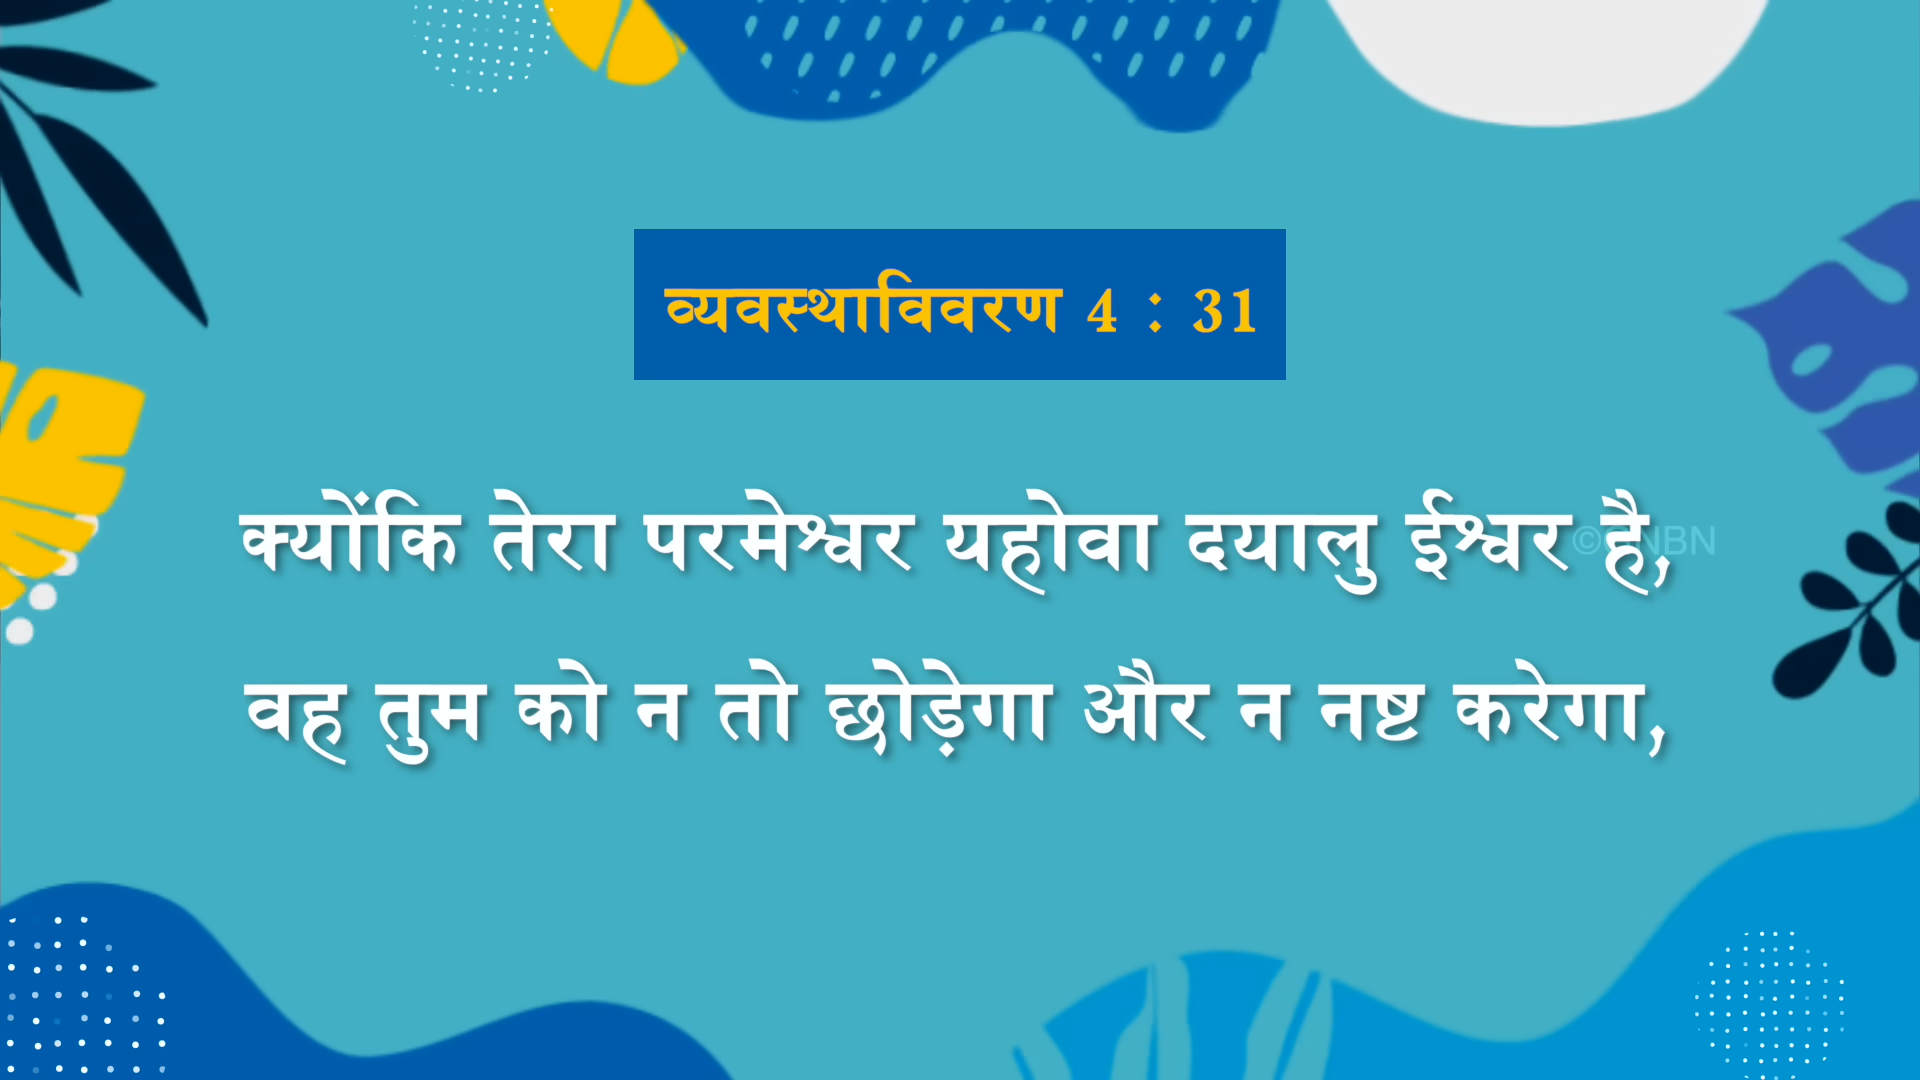 व्यवस्थाविवरण 4 : 31
क्योंकि तेरा परमेश्वर यहोवा दयालु ईश्वर है,
वह तुम को न तो छोड़ेगा और न नष्ट करेगा,